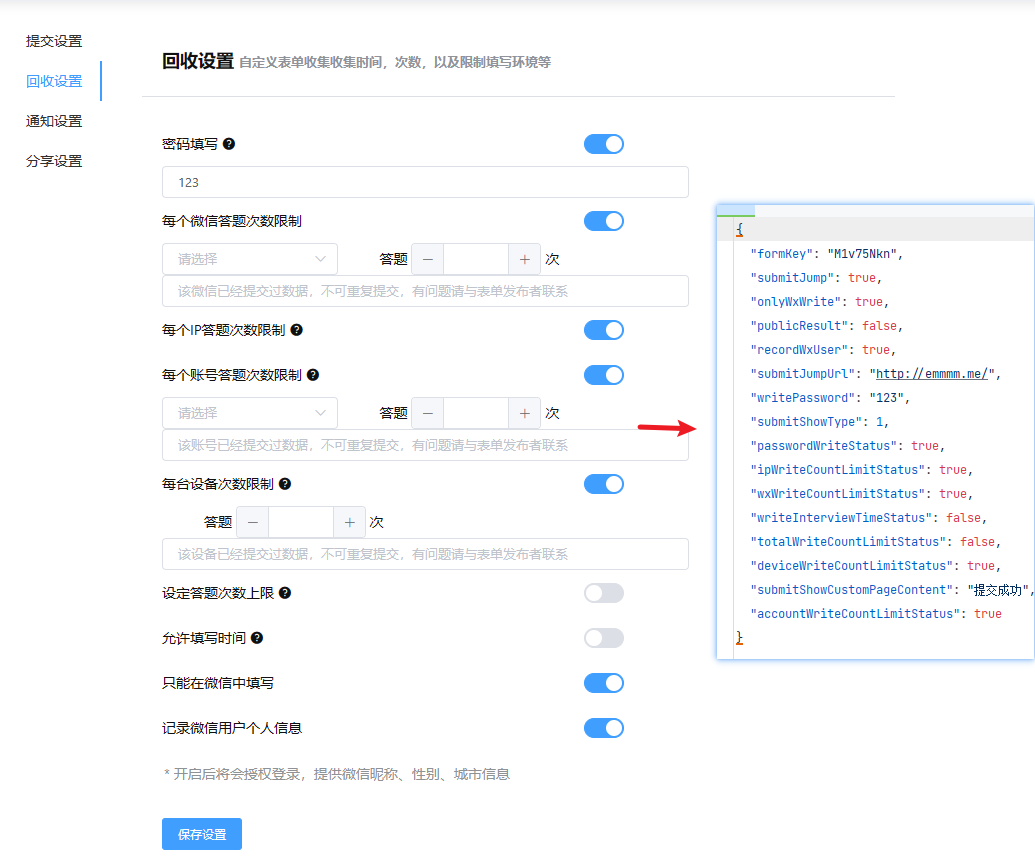 提交设置
回收设置
通知设置
分享设置
回收设置 自定义表单收集收集时间，次数，以及限制填写环境等
密码填写
123
每个微信答题次数限制
请选择 答题 − + 次
该微信已经提交过数据，不可重复提交，有问题请与表单发布者联系
每个IP答题次数限制
每个账号答题次数限制
请选择 答题 − + 次
该账号已经提交过数据，不可重复提交，有问题请与表单发布者联系
每台设备次数限制
答题 − + 次
该设备已经提交过数据，不可重复提交，有问题请与表单发布者联系
设定答题次数上限
允许填写时间
只能在微信中填写
记录微信用户个人信息
* 开启后将会授权登录，提供微信昵称、性别、城市信息
保存设置
{
"formKey": "M1v75Nkn",
"submitJump": true,
"onlyWxWrite": true,
"publicResult": false,
"recordWxUser": true,
"submitJumpUrl": "http://emmmm.me/",
"writePassword": "123",
"submitShowType": 1,
"passwordWriteStatus": true,
"ipWriteCountLimitStatus": true,
"wxWriteCountLimitStatus": true,
"writeInterviewTimeStatus": false,
"totalWriteCountLimitStatus": false,
"deviceWriteCountLimitStatus": true,
"submitShowCustomPageContent": "提交成功",
"accountWriteCountLimitStatus": true
}